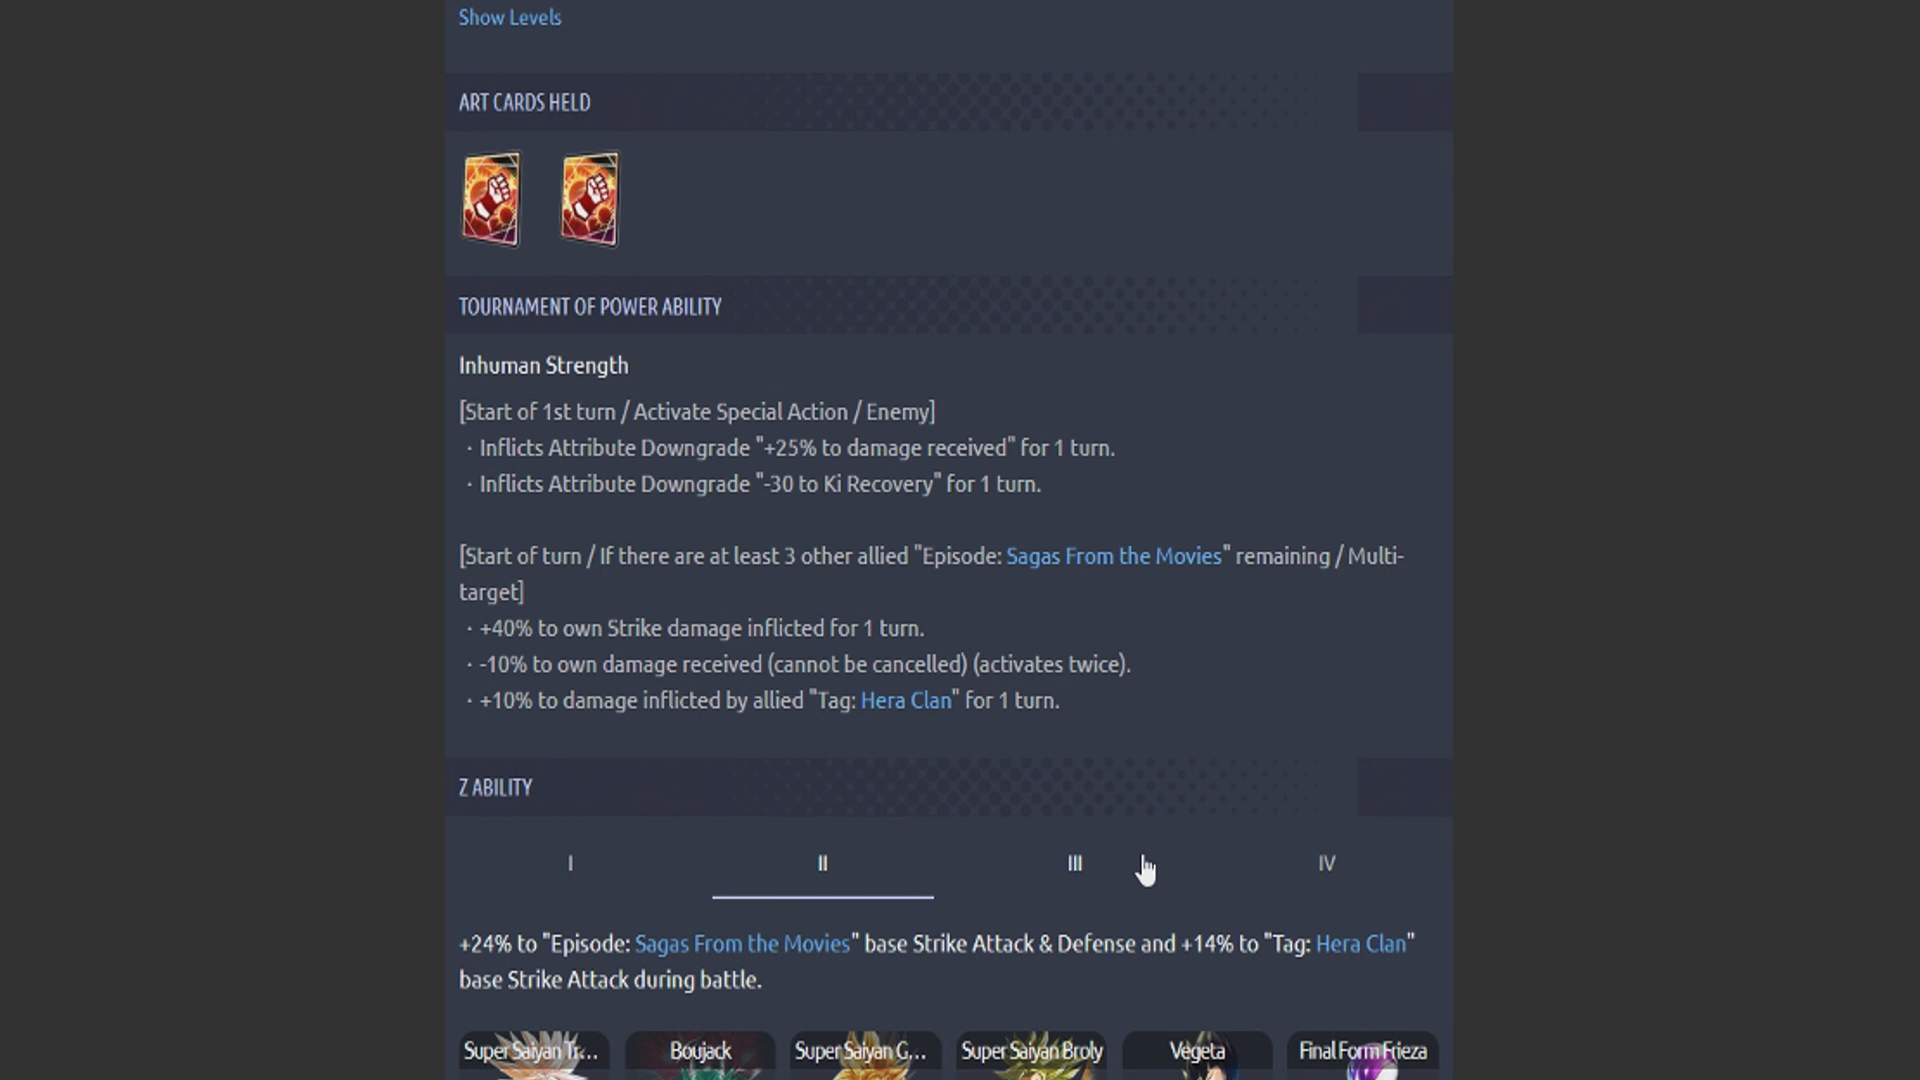 Show Levels
ART CARDS HELD
TOURNAMENT OF POWER ABILITY
Inhuman Strength
[Start of 1st turn / Activate Special Action / Enemy]
・Inflicts Attribute Downgrade "+25% to damage received" for 1 turn.
・Inflicts Attribute Downgrade "-30 to Ki Recovery" for 1 turn.
[Start of turn / If there are at least 3 other allied "Episode: Sagas From the Movies" remaining / Multi-
target]
・+40% to own Strike damage inflicted for 1 turn.
・-10% to own damage received (cannot be cancelled) (activates twice).
・+10% to damage inflicted by allied "Tag: Hera Clan" for 1 turn.
Z ABILITY
I II III IV
+24% to "Episode: Sagas From the Movies" base Strike Attack & Defense and +14% to "Tag: Hera Clan"
base Strike Attack during battle.
Super Saiyan Tr... Boujack Super Saiyan G... Super Saiyan Broly Vegeta Final Form Frieza